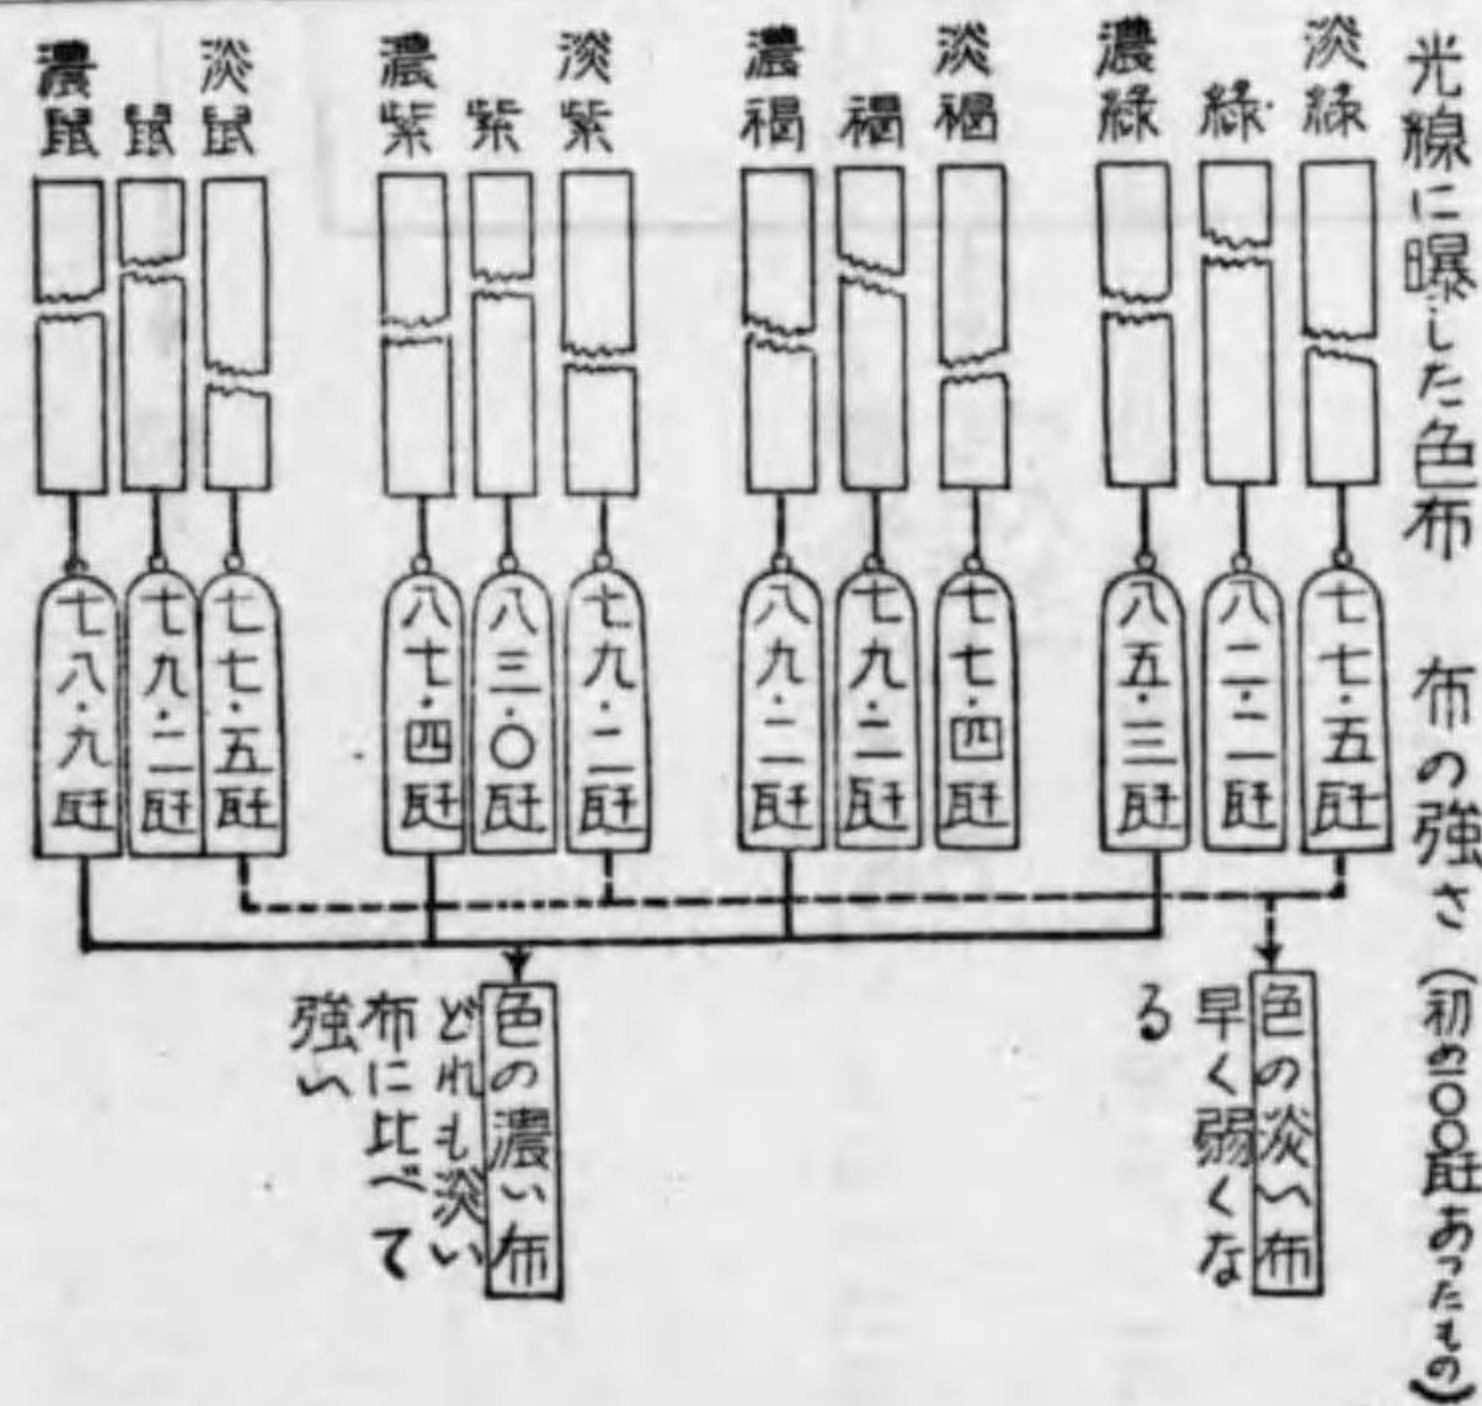 光線に曝した色布 布の強さ(初め一〇〇瓩あったもの)
淡緑
緑
濃緑
淡褐
褐
濃褐
淡紫
紫
濃紫
淡鼠
鼠
濃鼠
七七・五瓩
八二・二瓩
八五・三瓩
七七・四瓩
七九・二瓩
八九・二瓩
七九・二瓩
八三・〇瓩
八七・四瓩
七七・五瓩
七九・二瓩
七八・九瓩
色の淡い布
早く弱くな
る
色の濃い布
どれも淡い
布に比べて
強い